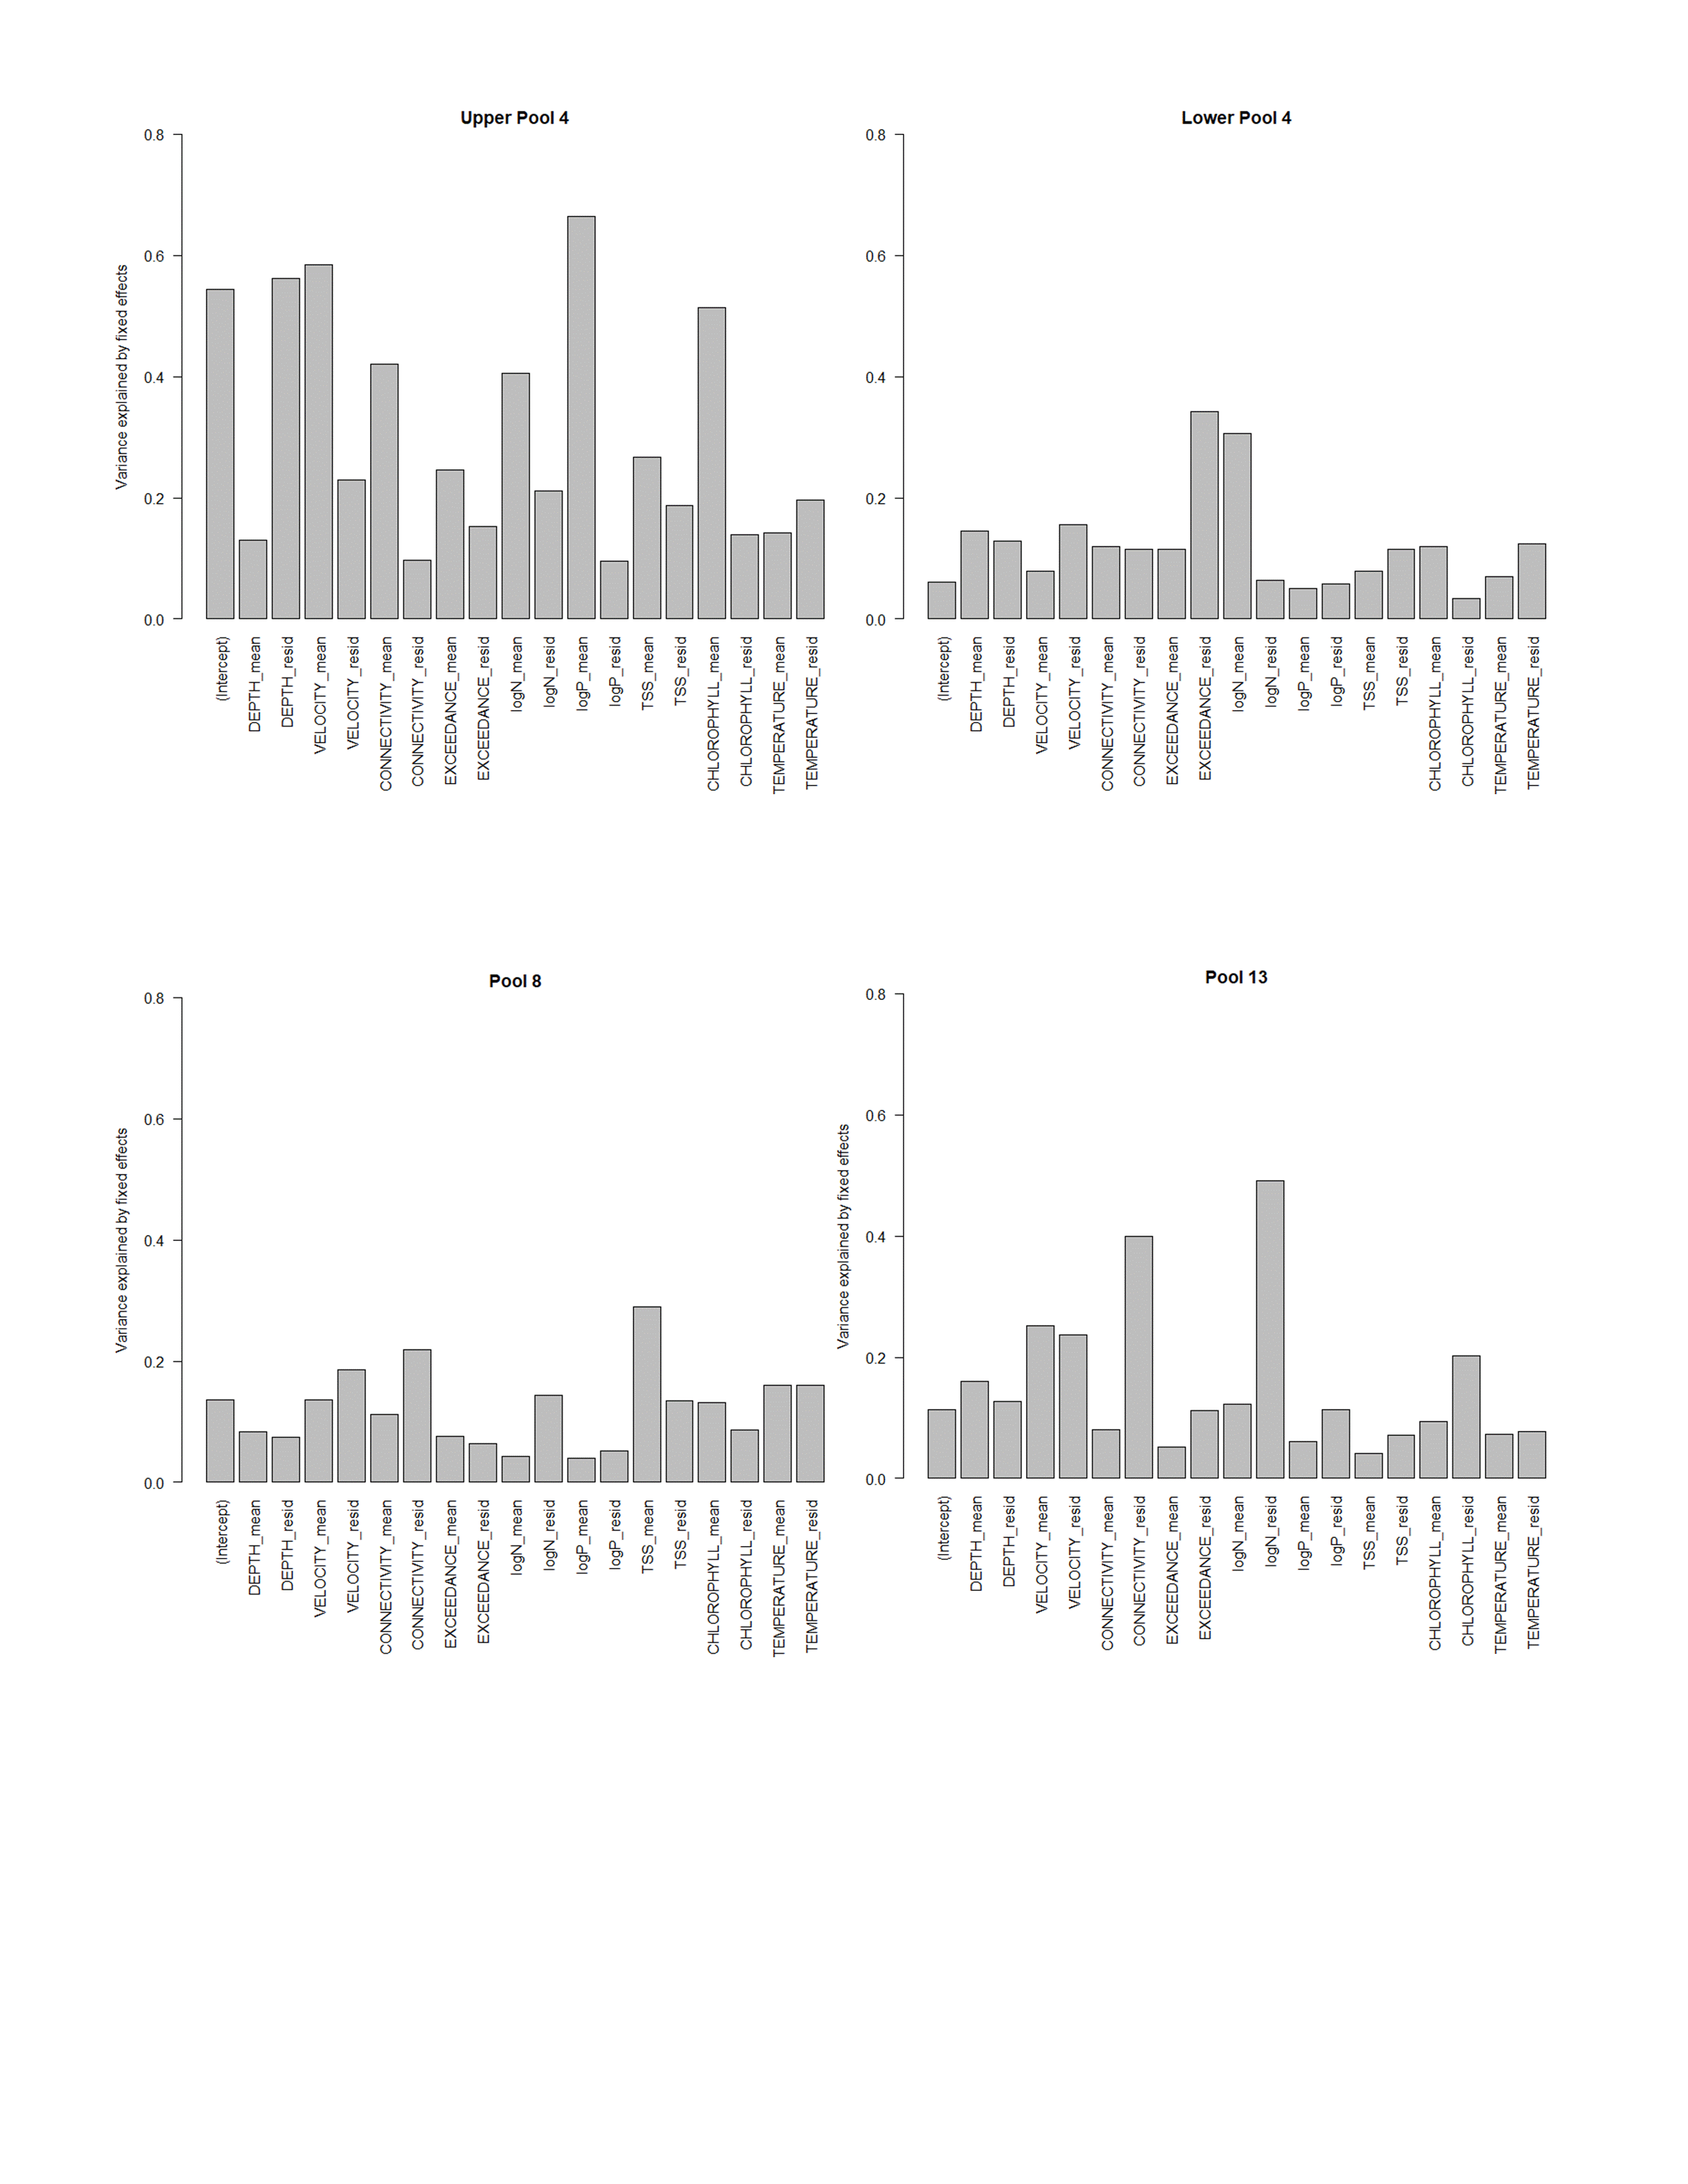 Upper Pool 4
Variance explained by fixed effects
0.8
0.6
0.4
0.2
0.0
(Intercept)
DEPTH_mean
DEPTH_resid
VELOCITY_mean
VELOCITY_resid
CONNECTIVITY_mean
CONNECTIVITY_resid
EXCEEDANCE_mean
EXCEEDANCE_resid
logN_mean
logN_resid
logP_mean
logP_resid
TSS_mean
TSS_resid
CHLOROPHYLL_mean
CHLOROPHYLL_resid
TEMPERATURE_mean
TEMPERATURE_resid
Lower Pool 4
0.8
0.6
0.4
0.2
0.0
(Intercept)
DEPTH_mean
DEPTH_resid
VELOCITY_mean
VELOCITY_resid
CONNECTIVITY_mean
CONNECTIVITY_resid
EXCEEDANCE_mean
EXCEEDANCE_resid
logN_mean
logN_resid
logP_mean
logP_resid
TSS_mean
TSS_resid
CHLOROPHYLL_mean
CHLOROPHYLL_resid
TEMPERATURE_mean
TEMPERATURE_resid
Pool 8
Variance explained by fixed effects
0.8
0.6
0.4
0.2
0.0
(Intercept)
DEPTH_mean
DEPTH_resid
VELOCITY_mean
VELOCITY_resid
CONNECTIVITY_mean
CONNECTIVITY_resid
EXCEEDANCE_mean
EXCEEDANCE_resid
logN_mean
logN_resid
logP_mean
logP_resid
TSS_mean
TSS_resid
CHLOROPHYLL_mean
CHLOROPHYLL_resid
TEMPERATURE_mean
TEMPERATURE_resid
Pool 13
Variance explained by fixed effects
0.8
0.6
0.4
0.2
0.0
(Intercept)
DEPTH_mean
DEPTH_resid
VELOCITY_mean
VELOCITY_resid
CONNECTIVITY_mean
CONNECTIVITY_resid
EXCEEDANCE_mean
EXCEEDANCE_resid
logN_mean
logN_resid
logP_mean
logP_resid
TSS_mean
TSS_resid
CHLOROPHYLL_mean
CHLOROPHYLL_resid
TEMPERATURE_mean
TEMPERATURE_resid